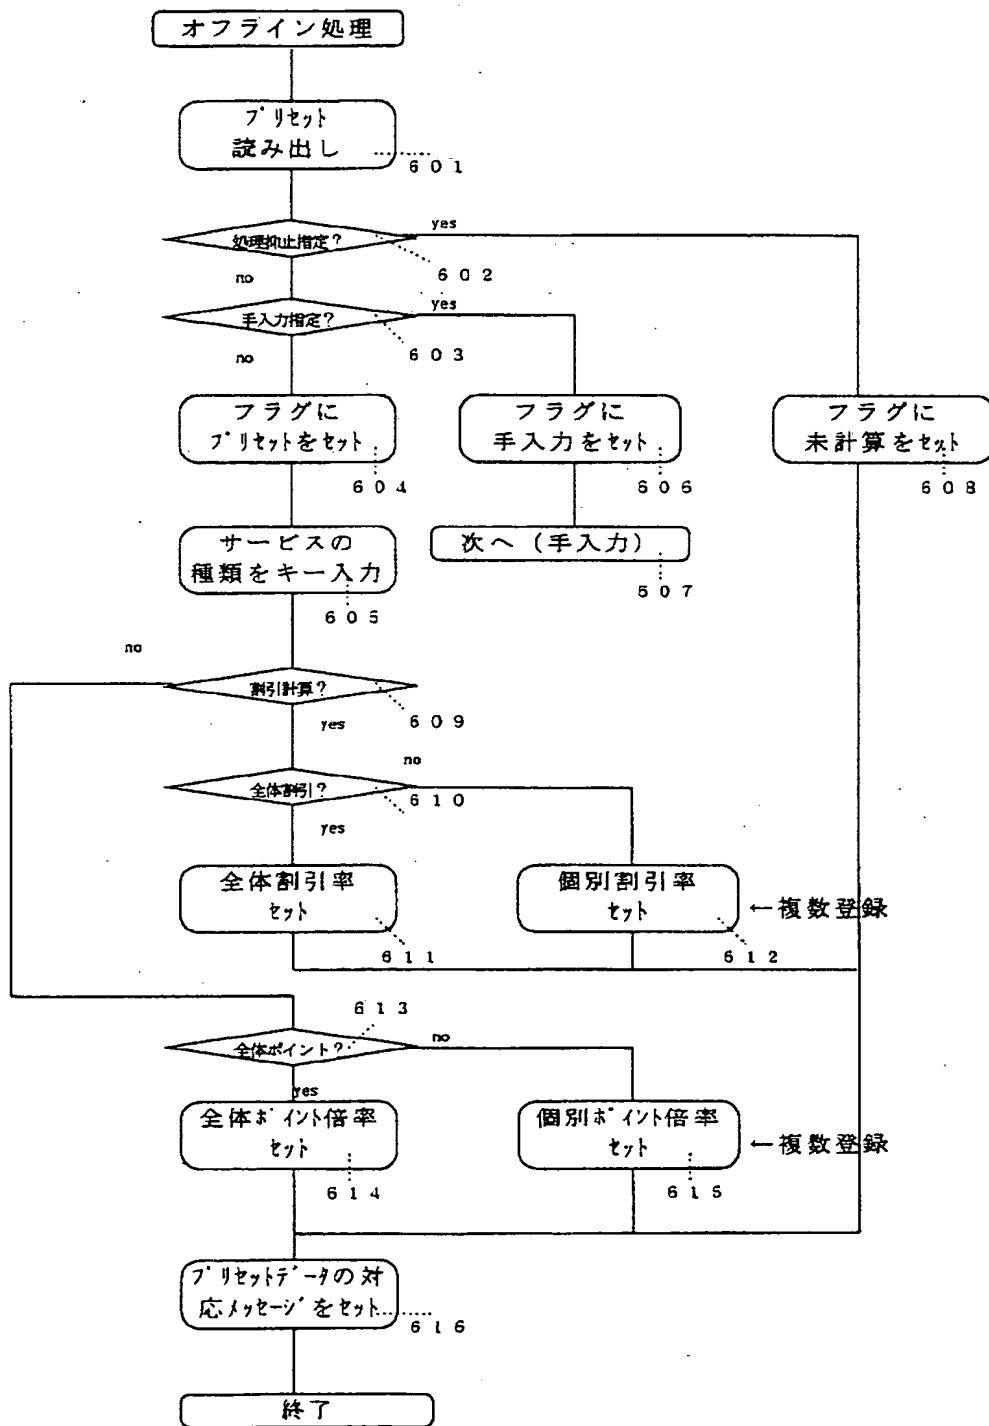 オフライン処理
プリセット
読み出し
601
yes
処理抑止指定?
602
no
yes
手入力指定?
603
no
フラグに
プリセットをセット
604
フラグに
手入力をセット
606
フラグに
未計算をセット
608
サービスの
種類をキー入力
605
次へ(手入力)
607
no
割引計算?
609
yes
no
全体割引?
610
yes
全体割引率
セット
611
個別割引率
セット
612
←複数登録
613
no
全体ポイント?
yes
全体ポイント倍率
セット
614
個別ポイント倍率
セット
615
←複数登録
プリセットデータの対
応メッセージをセット
616
終了